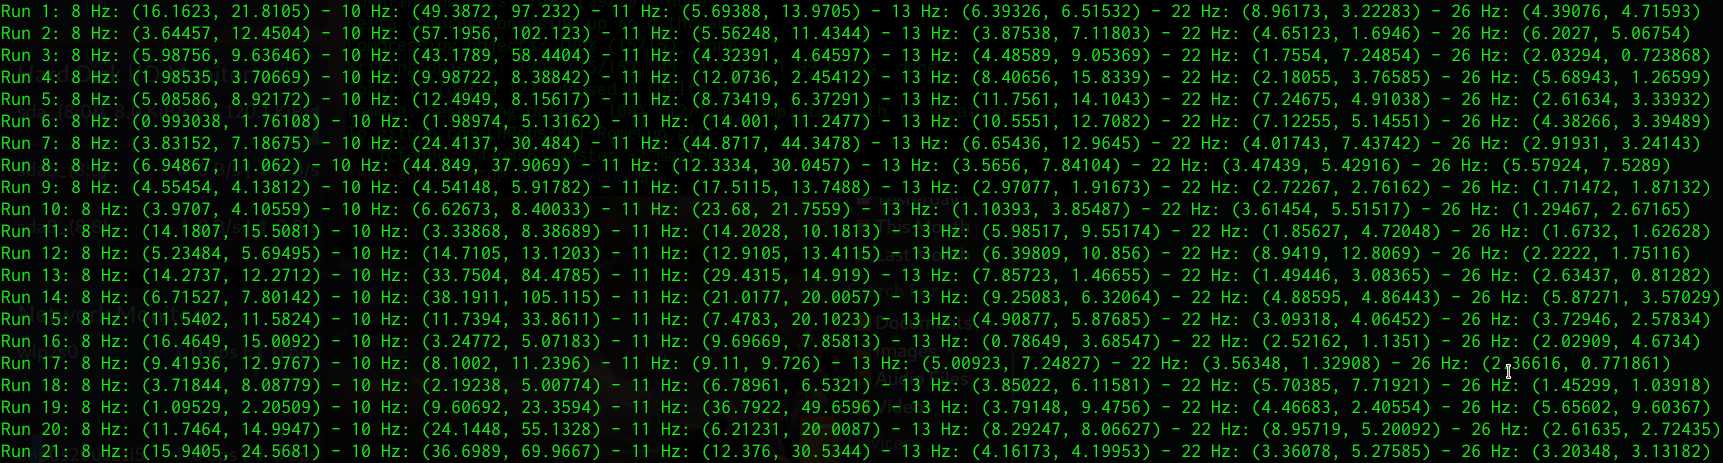 Run 1: 8 Hz: (16.1623, 21.8105) - 10 Hz: (49.3872, 97.232) - 11 Hz: (5.69388, 13.9705) - 13 Hz: (6.39326, 6.51532) - 22 Hz: (8.96173, 3.22283) - 26 Hz: (4.39076, 4.71593)
Run 2: 8 Hz: (3.64457, 12.4504) - 10 Hz: (57.1956, 102.123) - 11 Hz: (5.56248, 11.4344) - 13 Hz: (3.87538, 7.11803) - 22 Hz: (4.65123, 1.6946) - 26 Hz: (6.2027, 5.06754)
Run 3: 8 Hz: (5.98756, 9.63646) - 10 Hz: (43.1789, 58.4404) - 11 Hz: (4.32391, 4.64597) - 13 Hz: (4.48589, 9.05369) - 22 Hz: (1.7554, 7.24854) - 26 Hz: (2.03294, 0.723868)
Run 4: 8 Hz: (1.98535, 3.70669) - 10 Hz: (9.98722, 8.38842) - 11 Hz: (12.0736, 2.45412) - 13 Hz: (8.40656, 15.8339) - 22 Hz: (2.18055, 3.76585) - 26 Hz: (5.68943, 1.26599)
Run 5: 8 Hz: (5.08586, 8.92172) - 10 Hz: (12.4949, 8.15617) - 11 Hz: (8.73419, 6.37291) - 13 Hz: (11.7561, 14.1043) - 22 Hz: (7.24675, 4.91038) - 26 Hz: (2.61634, 3.33932)
Run 6: 8 Hz: (0.993038, 1.76108) - 10 Hz: (1.98974, 5.13162) - 11 Hz: (14.001, 11.2477) - 13 Hz: (10.5551, 12.7082) - 22 Hz: (7.12255, 5.14551) - 26 Hz: (4.38266, 3.39489)
Run 7: 8 Hz: (3.83152, 7.18675) - 10 Hz: (24.4137, 30.484) - 11 Hz: (44.8717, 44.3478) - 13 Hz: (6.65436, 12.9645) - 22 Hz: (4.01743, 7.43742) - 26 Hz: (2.91931, 3.24143)
Run 8: 8 Hz: (6.94867, 11.062) - 10 Hz: (44.849, 37.9069) - 11 Hz: (12.3334, 30.0457) - 13 Hz: (3.5656, 7.84104) - 22 Hz: (3.47439, 5.42916) - 26 Hz: (5.57924, 7.5289)
Run 9: 8 Hz: (4.55454, 4.13812) - 10 Hz: (4.54148, 5.91782) - 11 Hz: (17.5115, 13.7488) - 13 Hz: (2.97077, 1.91673) - 22 Hz: (2.72267, 2.76162) - 26 Hz: (1.71472, 1.87132)
Run 10: 8 Hz: (3.9707, 4.10559) - 10 Hz: (6.62673, 8.40033) - 11 Hz: (23.68, 21.7559) - 13 Hz: (1.10393, 3.85487) - 22 Hz: (3.61454, 5.51517) - 26 Hz: (1.29467, 2.67165)
Run 11: 8 Hz: (14.1807, 15.5081) - 10 Hz: (3.33868, 8.38689) - 11 Hz: (14.2028, 10.1813) - 13 Hz: (5.98517, 9.55174) - 22 Hz: (1.85627, 4.72048) - 26 Hz: (1.6732, 1.62628)
Run 12: 8 Hz: (5.23484, 5.69495) - 10 Hz: (14.7105, 13.1203) - 11 Hz: (12.9105, 13.4115) - 13 Hz: (6.39809, 10.856) - 22 Hz: (8.9419, 12.8069) - 26 Hz: (2.2222, 1.75116)
Run 13: 8 Hz: (14.2737, 12.2712) - 10 Hz: (33.7504, 84.4785) - 11 Hz: (29.4315, 14.919) - 13 Hz: (7.85723, 1.46655) - 22 Hz: (1.49446, 3.08365) - 26 Hz: (2.63437, 0.81282)
Run 14: 8 Hz: (6.71527, 7.80142) - 10 Hz: (38.1911, 105.115) - 11 Hz: (21.0177, 20.0057) - 13 Hz: (9.25083, 6.32064) - 22 Hz: (4.88595, 4.86443) - 26 Hz: (5.87271, 3.57029)
Run 15: 8 Hz: (11.5402, 11.5824) - 10 Hz: (11.7394, 33.8611) - 11 Hz: (7.4783, 20.1023) - 13 Hz: (4.90877, 5.87685) - 22 Hz: (3.09318, 4.06452) - 26 Hz: (3.72946, 2.57834)
Run 16: 8 Hz: (16.4649, 15.0092) - 10 Hz: (3.24772, 5.07183) - 11 Hz: (9.69669, 7.85813) - 13 Hz: (0.78649, 3.68547) - 22 Hz: (2.52162, 1.1351) - 26 Hz: (2.02909, 4.6734)
Run 17: 8 Hz: (9.41936, 12.9767) - 10 Hz: (8.1002, 11.2396) - 11 Hz: (9.11, 9.726) - 13 Hz: (5.00923, 7.24827) - 22 Hz: (3.56348, 1.32908) - 26 Hz: (2.36616, 0.771861)
Run 18: 8 Hz: (3.71844, 8.08779) - 10 Hz: (2.19238, 5.00774) - 11 Hz: (6.78961, 6.5321) - 13 Hz: (3.85022, 6.11581) - 22 Hz: (5.70385, 7.71921) - 26 Hz: (1.45299, 1.03918)
Run 19: 8 Hz: (1.09529, 2.20509) - 10 Hz: (9.60692, 23.3594) - 11 Hz: (36.7922, 49.6596) - 13 Hz: (3.79148, 9.4756) - 22 Hz: (4.46683, 2.40554) - 26 Hz: (5.65602, 9.60367)
Run 20: 8 Hz: (11.7464, 14.9947) - 10 Hz: (24.1448, 55.1328) - 11 Hz: (6.21231, 20.0087) - 13 Hz: (8.29247, 8.06627) - 22 Hz: (8.95719, 5.20092) - 26 Hz: (2.61635, 2.72435)
Run 21: 8 Hz: (15.9405, 24.5681) - 10 Hz: (36.6989, 69.9667) - 11 Hz: (12.376, 30.5344) - 13 Hz: (4.16173, 4.19953) - 22 Hz: (3.36078, 5.27585) - 26 Hz: (3.20348, 3.13182)